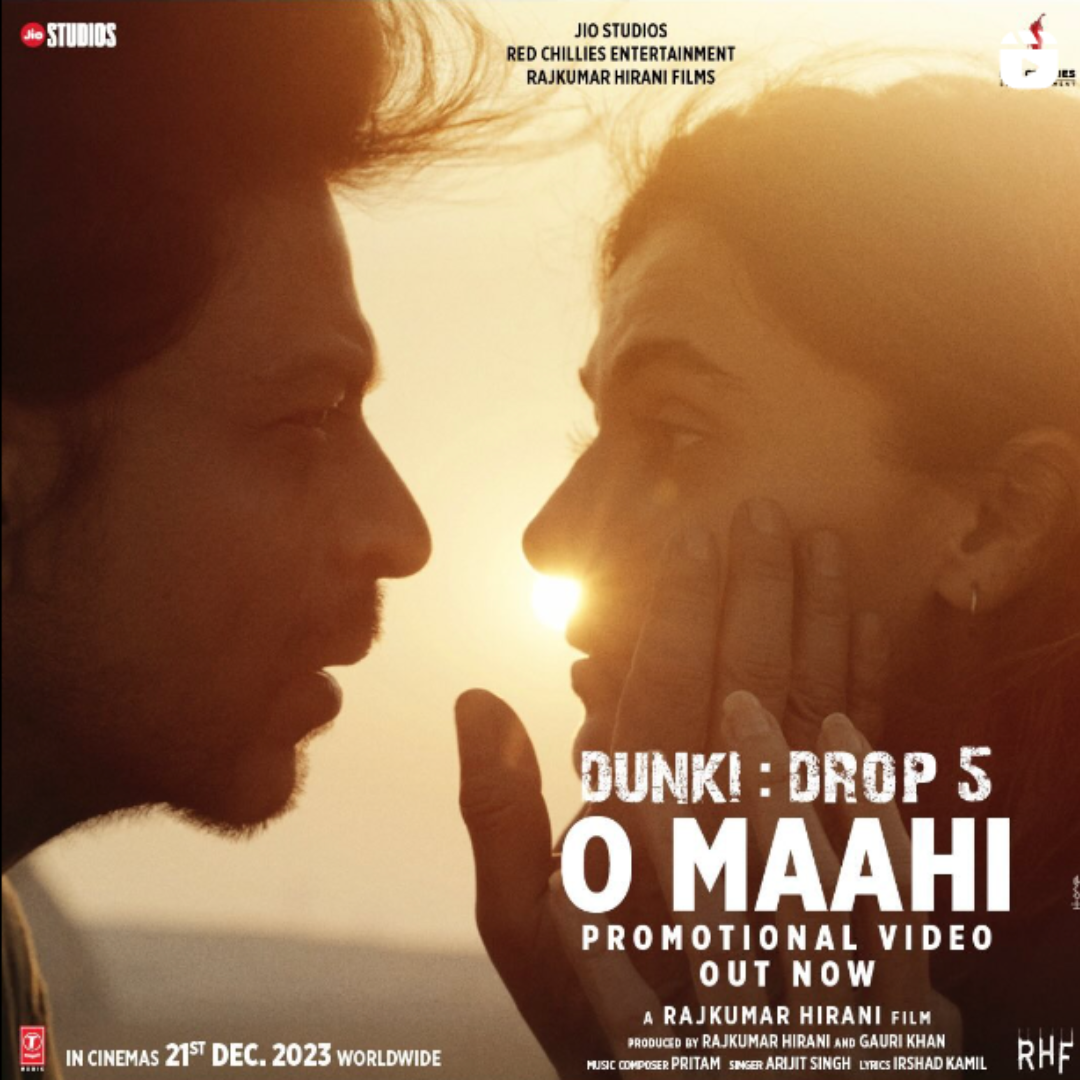 Jio STUDIOS
JIO STUDIOS
RED CHILLIES ENTERTAINMENT
RAJKUMAR HIRANI FILMS
DUNKI : DROP 5
O MAAHI
PROMOTIONAL VIDEO
OUT NOW
A RAJKUMAR HIRANI FILM
PRODUCED BY RAJKUMAR HIRANI AND GAURI KHAN
MUSIC COMPOSER PRITAM SINGER ARIJIT SINGH LYRICS IRSHAD KAMIL
RHF
IN CINEMAS 21ST DEC. 2023 WORLDWIDE